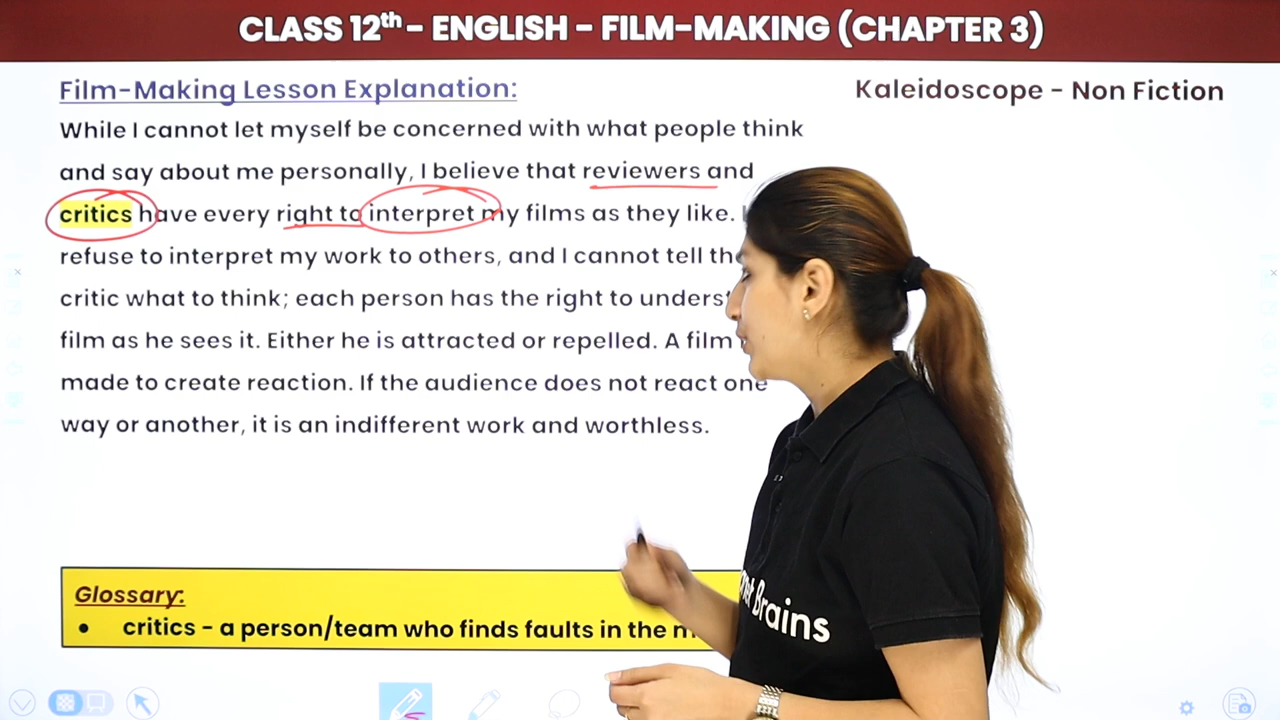 CLASS 12th - ENGLISH - FILM-MAKING (CHAPTER 3)
Film-Making Lesson Explanation:
Kaleidoscope - Non Fiction
While I cannot let myself be concerned with what people think
and say about me personally, I believe that reviewers and
critics have every right to interpret my films as they like.
refuse to interpret my work to others, and I cannot tell
critic what to think; each person has the right to
film as he sees it. Either he is attracted or repelled. A film
made to create reaction. If the audience does not react one
way or another, it is an indifferent work and worthless.
Glossary:
• critics - a person/team who finds faults in the
Brains